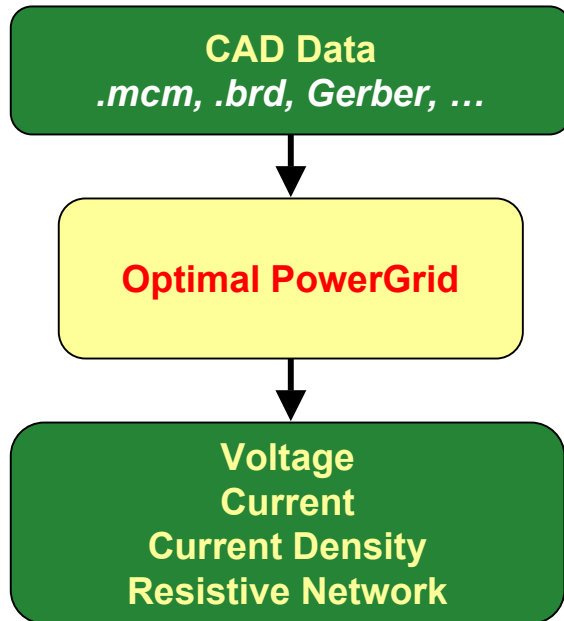 CAD Data
.mcm, .brd, Gerber, …
Optimal PowerGrid
Voltage
Current
Current Density
Resistive Network